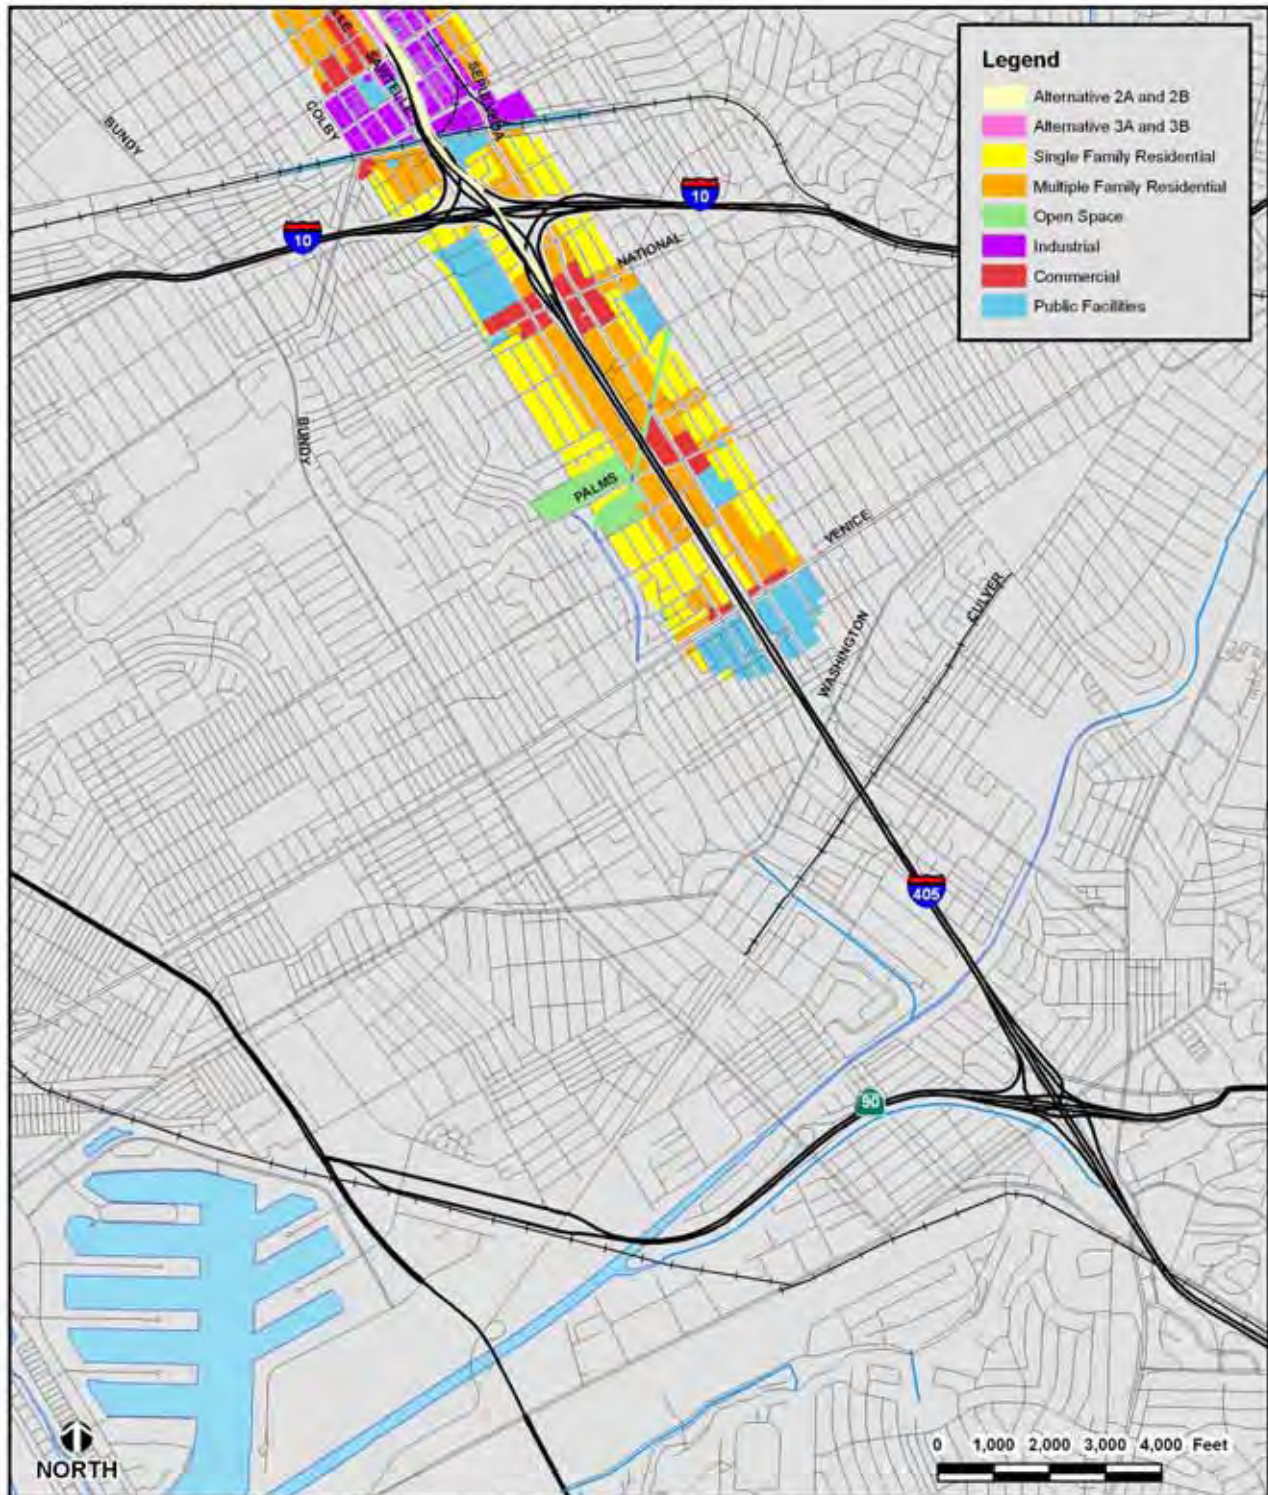 Legend
Alternative 2A and 2B
Alternative 3A and 3B
Single Family Residential
Multiple Family Residential
Open Space
Industrial
Commercial
Public Facilities
SAWTELLE
SEPULVEDA
COLBY
BUNDY
10
10
NATIONAL
BUNDY
PALMS
VENICE
CULVER
WASHINGTON
405
90
0 1,000 2,000 3,000 4,000 Feet
NORTH